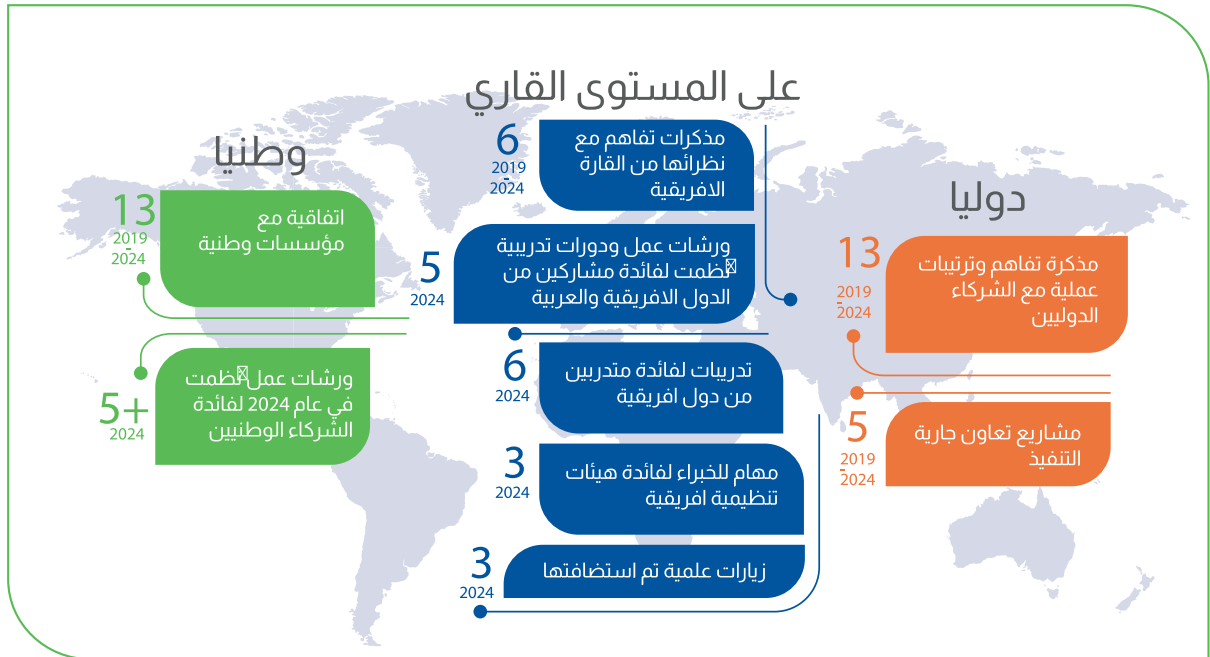 على المستوى القاري
6
2019
-
2024
مذكرات تفاهم مع
نظرائها من القارة
الافريقية
5
2024
ورشات عمل ودورات تدريبية
نظمت لفائدة مشاركين من
الدول الافريقية والعربية
6
2024
تدريبات لفائدة متدربين
من دول افريقية
3
2024
مهام للخبراء لفائدة هيئات
تنظيمية افريقية
3
2024
زيارات علمية تم استضافتها
دوليا
13
2019
-
2024
مذكرة تفاهم وترتيبات
عملية مع الشركاء
الدوليين
5
2019
-
2024
مشاريع تعاون جارية
التنفيذ
وطنيا
13
2019
-
2024
اتفاقية مع
مؤسسات وطنية
5+
2024
ورشات عمل نظمت
في عام 2024 لفائدة
الشركاء الوطنيين